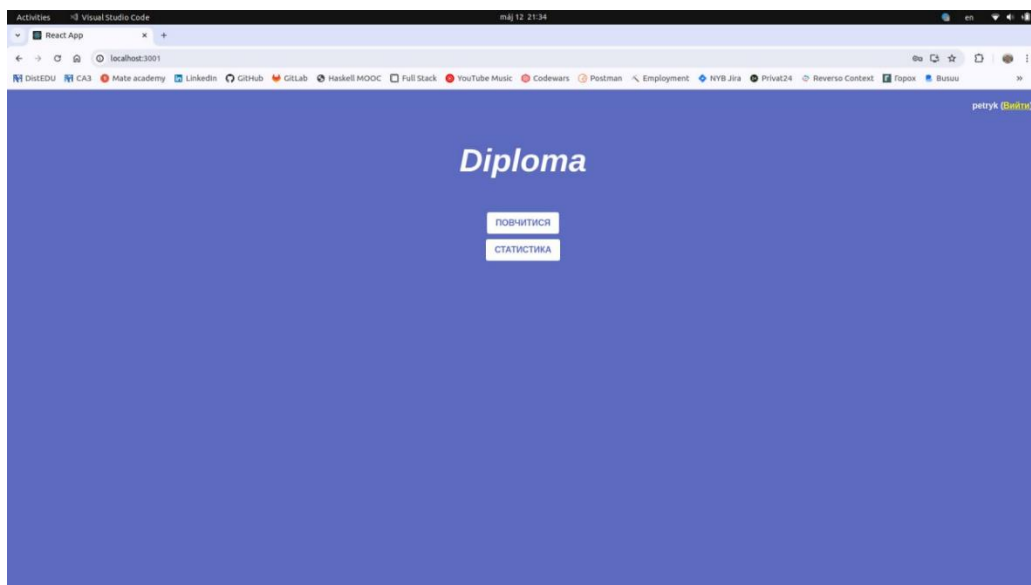 Activities Visual Studio Code máj 12 21:34 en
React App
localhost:3001
DistEDU CA3 Mate academy LinkedIn GitHub GitLab Haskell MOOC Full Stack YouTube Music Codewars Postman Employment NYB Jira Privat24 Reverso Context Горох Busuu
petryk (Вийти)
Diploma
ПОВЧИТИСЯ
СТАТИСТИКА